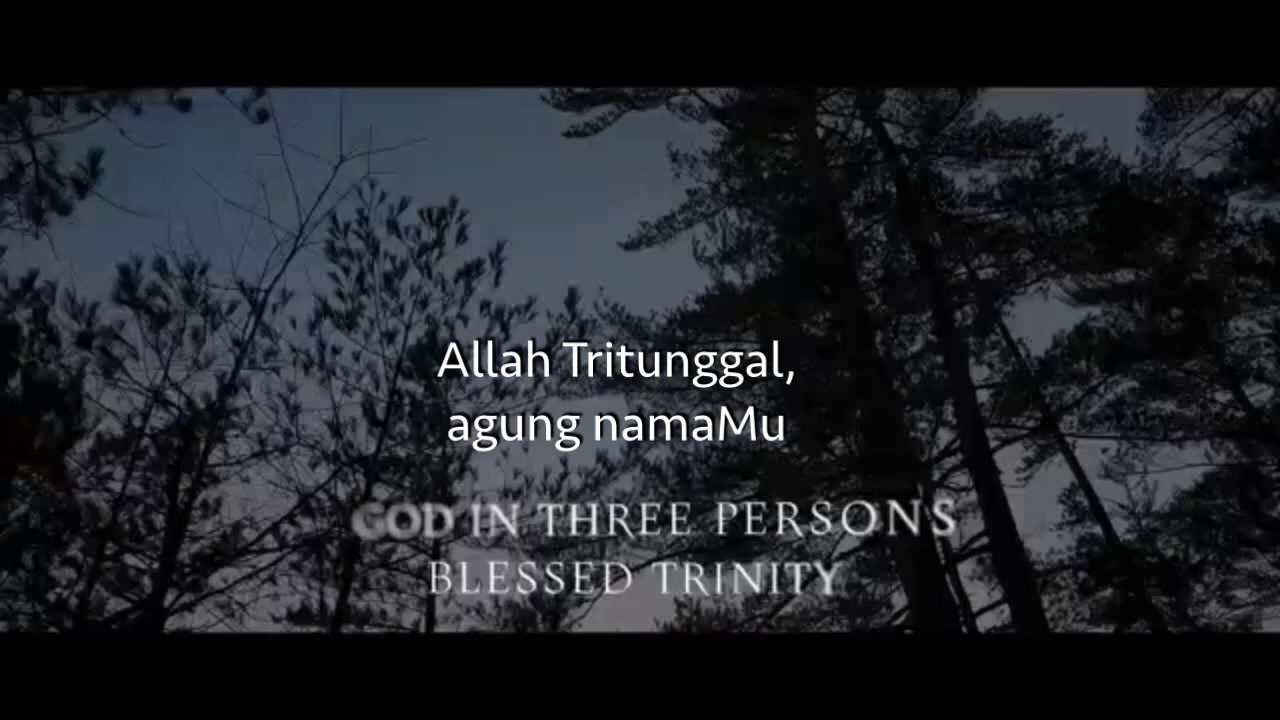 Allah Tritunggal,
agung namaMu
GOD IN THREE PERSONS
BLESSED TRINITY